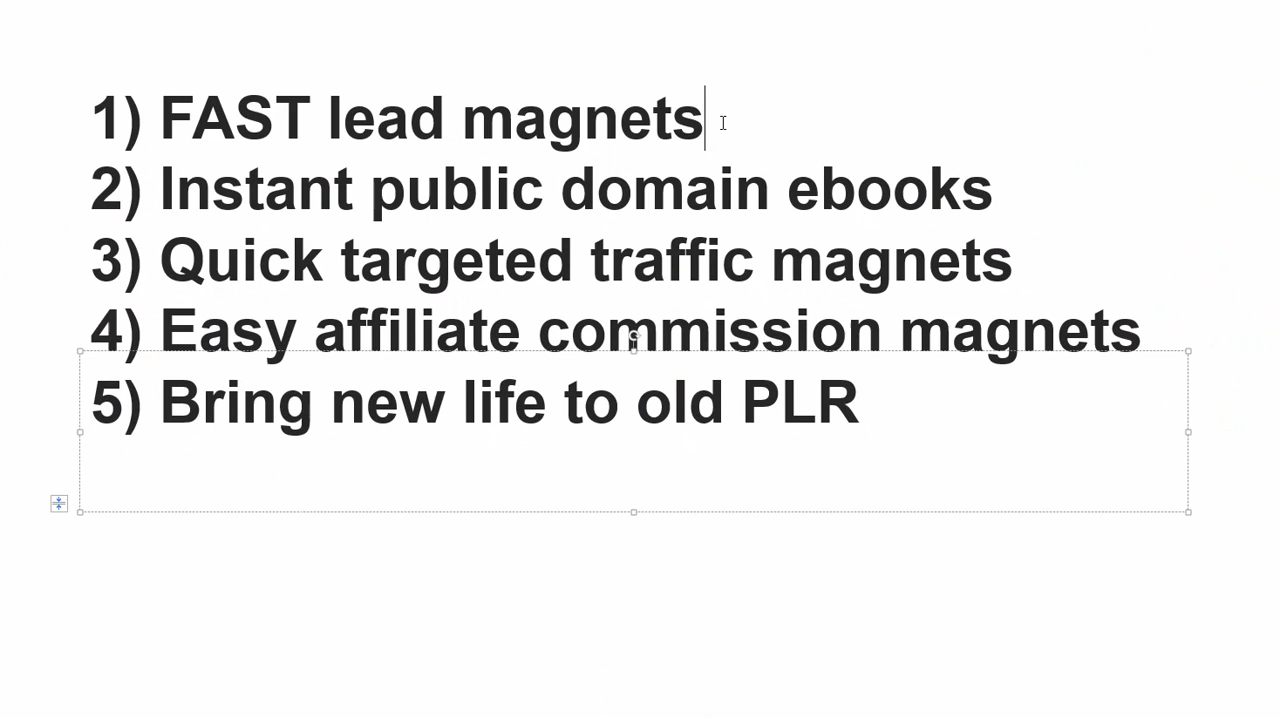 1) FAST lead magnets
2) Instant public domain ebooks
3) Quick targeted traffic magnets
4) Easy affiliate commission magnets
5) Bring new life to old PLR